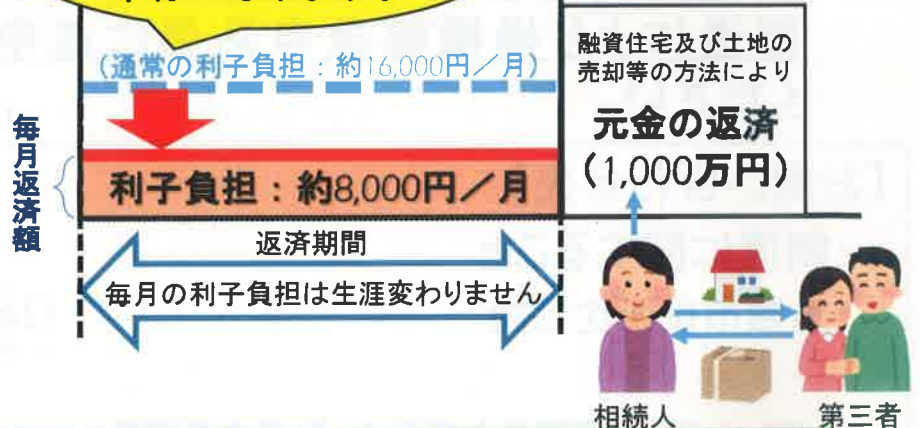 (通常の利子負担:約16,000円/月)
毎月返済額
利子負担:約8,000円/月
返済期間
毎月の利子負担は生涯変わりません
融資住宅及び土地の
売却等の方法により
元金の返済
(1,000万円)
相続人
第三者